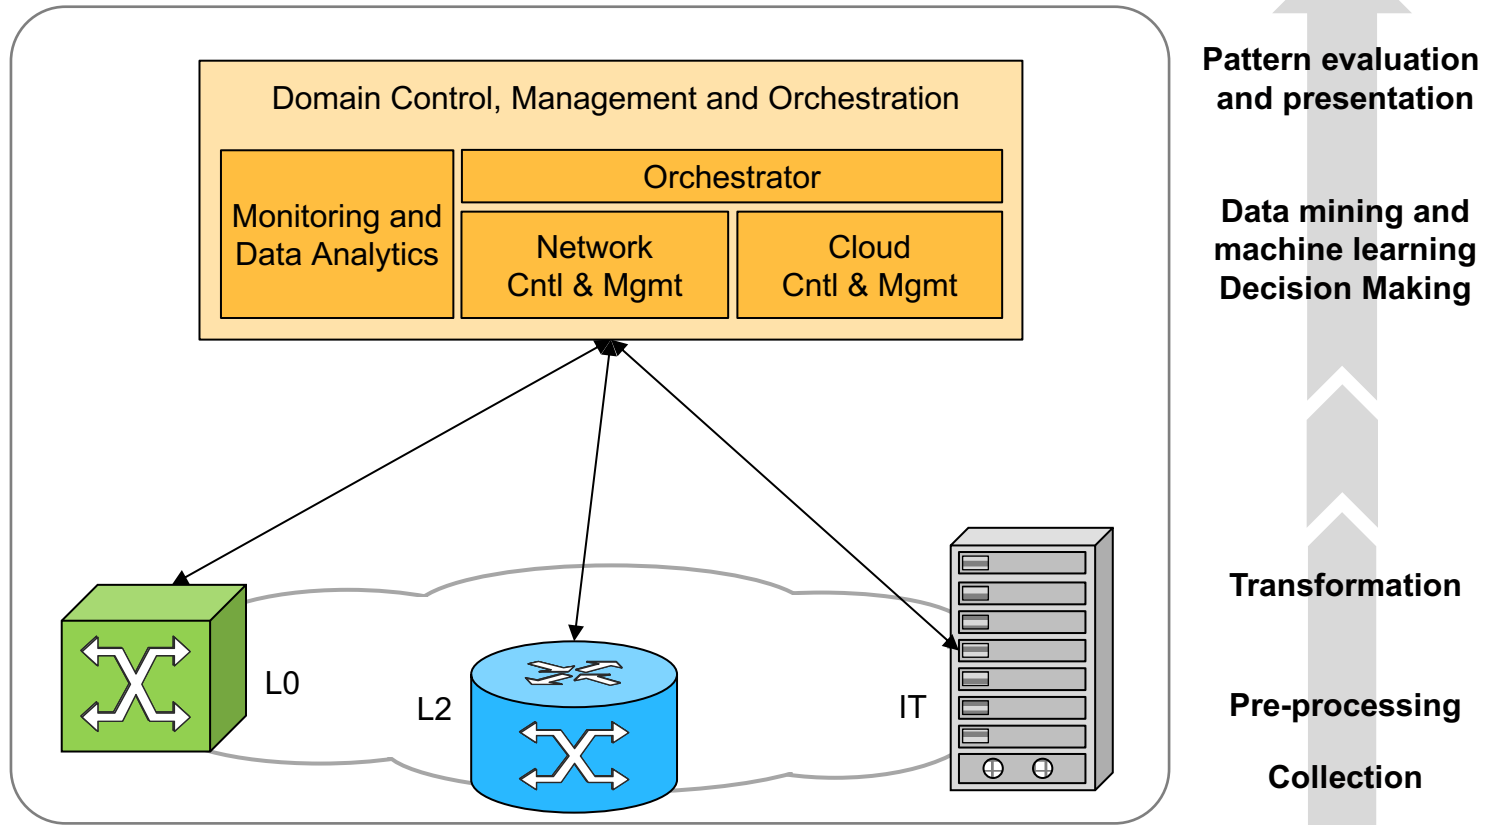 Domain Control, Management and Orchestration
Monitoring and
Data Analytics
Orchestrator
Network
Cntl & Mgmt
Cloud
Cntl & Mgmt
L0
L2
IT
Pattern evaluation
and presentation
Data mining and
machine learning
Decision Making
Transformation
Pre-processing
Collection